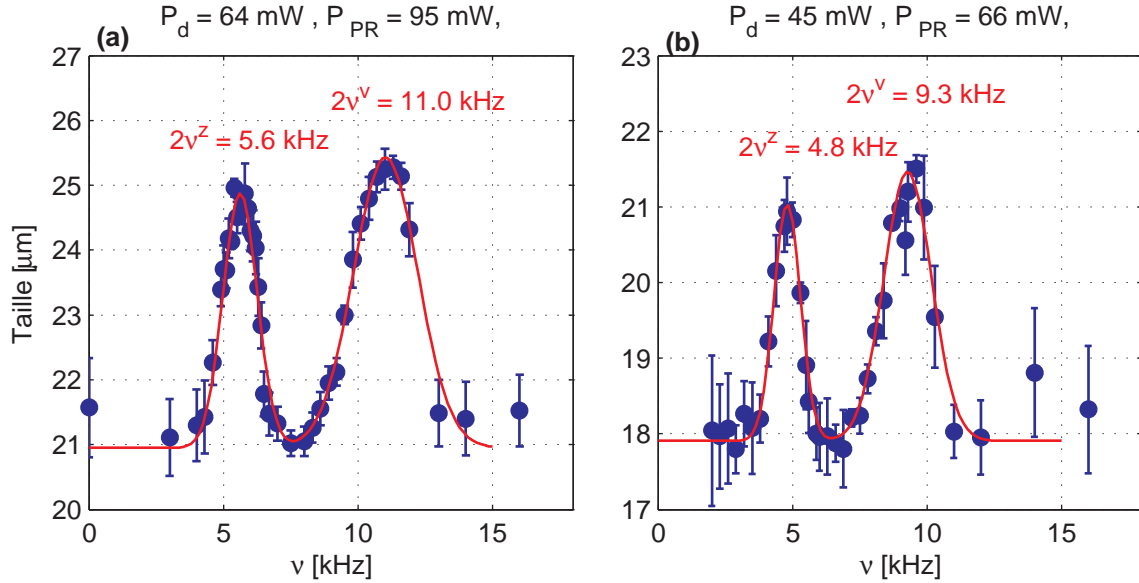 P_d = 64 mW , P_PR = 95 mW,
(a)
27
26
25
24
23
22
21
20
Taille [µm]
2ν^z = 5.6 kHz
2ν^v = 11.0 kHz
0
5
10
15
ν [kHz]
P_d = 45 mW , P_PR = 66 mW,
(b)
23
22
21
20
19
18
17
2ν^z = 4.8 kHz
2ν^v = 9.3 kHz
0
5
10
15
ν [kHz]